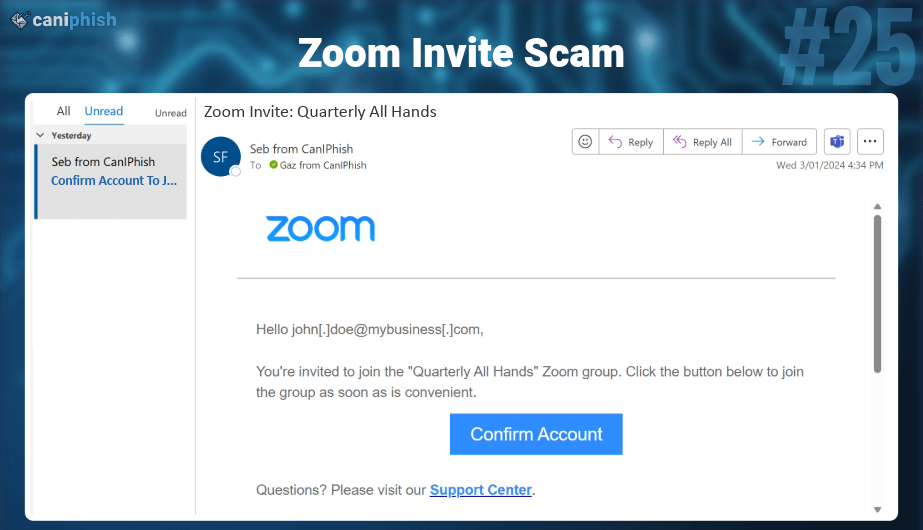 caniphish
#25
Zoom Invite Scam
All Unread Unread
Yesterday
Seb from CanIPhish
Confirm Account To J...
Zoom Invite: Quarterly All Hands
SF
Seb from CanIPhish
To Gaz from CanIPhish
Reply Reply All Forward
Wed 3/01/2024 4:34 PM
zoom
Hello john[.]doe@mybusiness[.]com,
You're invited to join the "Quarterly All Hands" Zoom group. Click the button below to join
the group as soon as is convenient.
Confirm Account
Questions? Please visit our Support Center.